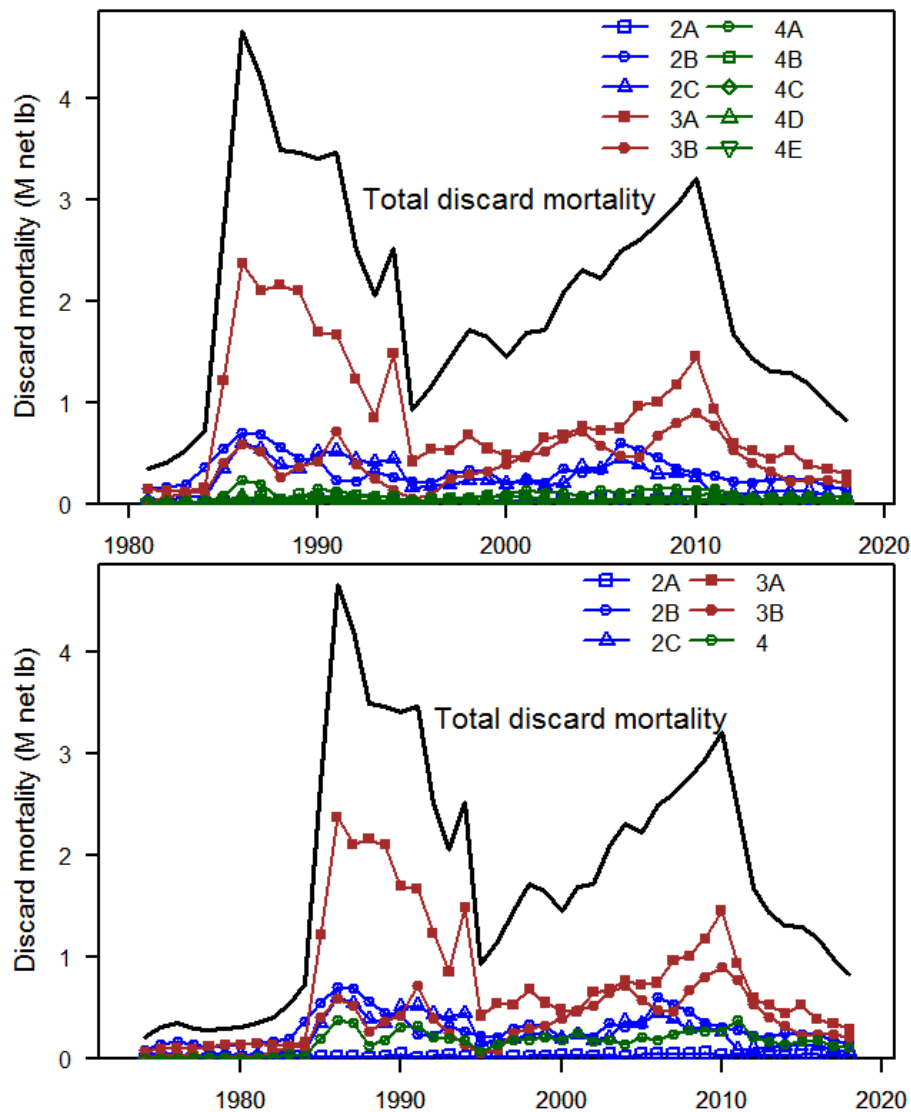 Discard mortality (M net lb)
4
3
2
1
0
2A 4A
2B 4B
2C 4C
3A 4D
3B 4E
Total discard mortality
1980 1990 2000 2010 2020
Discard mortality (M net lb)
4
3
2
1
0
2A 3A
2B 3B
2C 4
Total discard mortality
1980 1990 2000 2010 2020